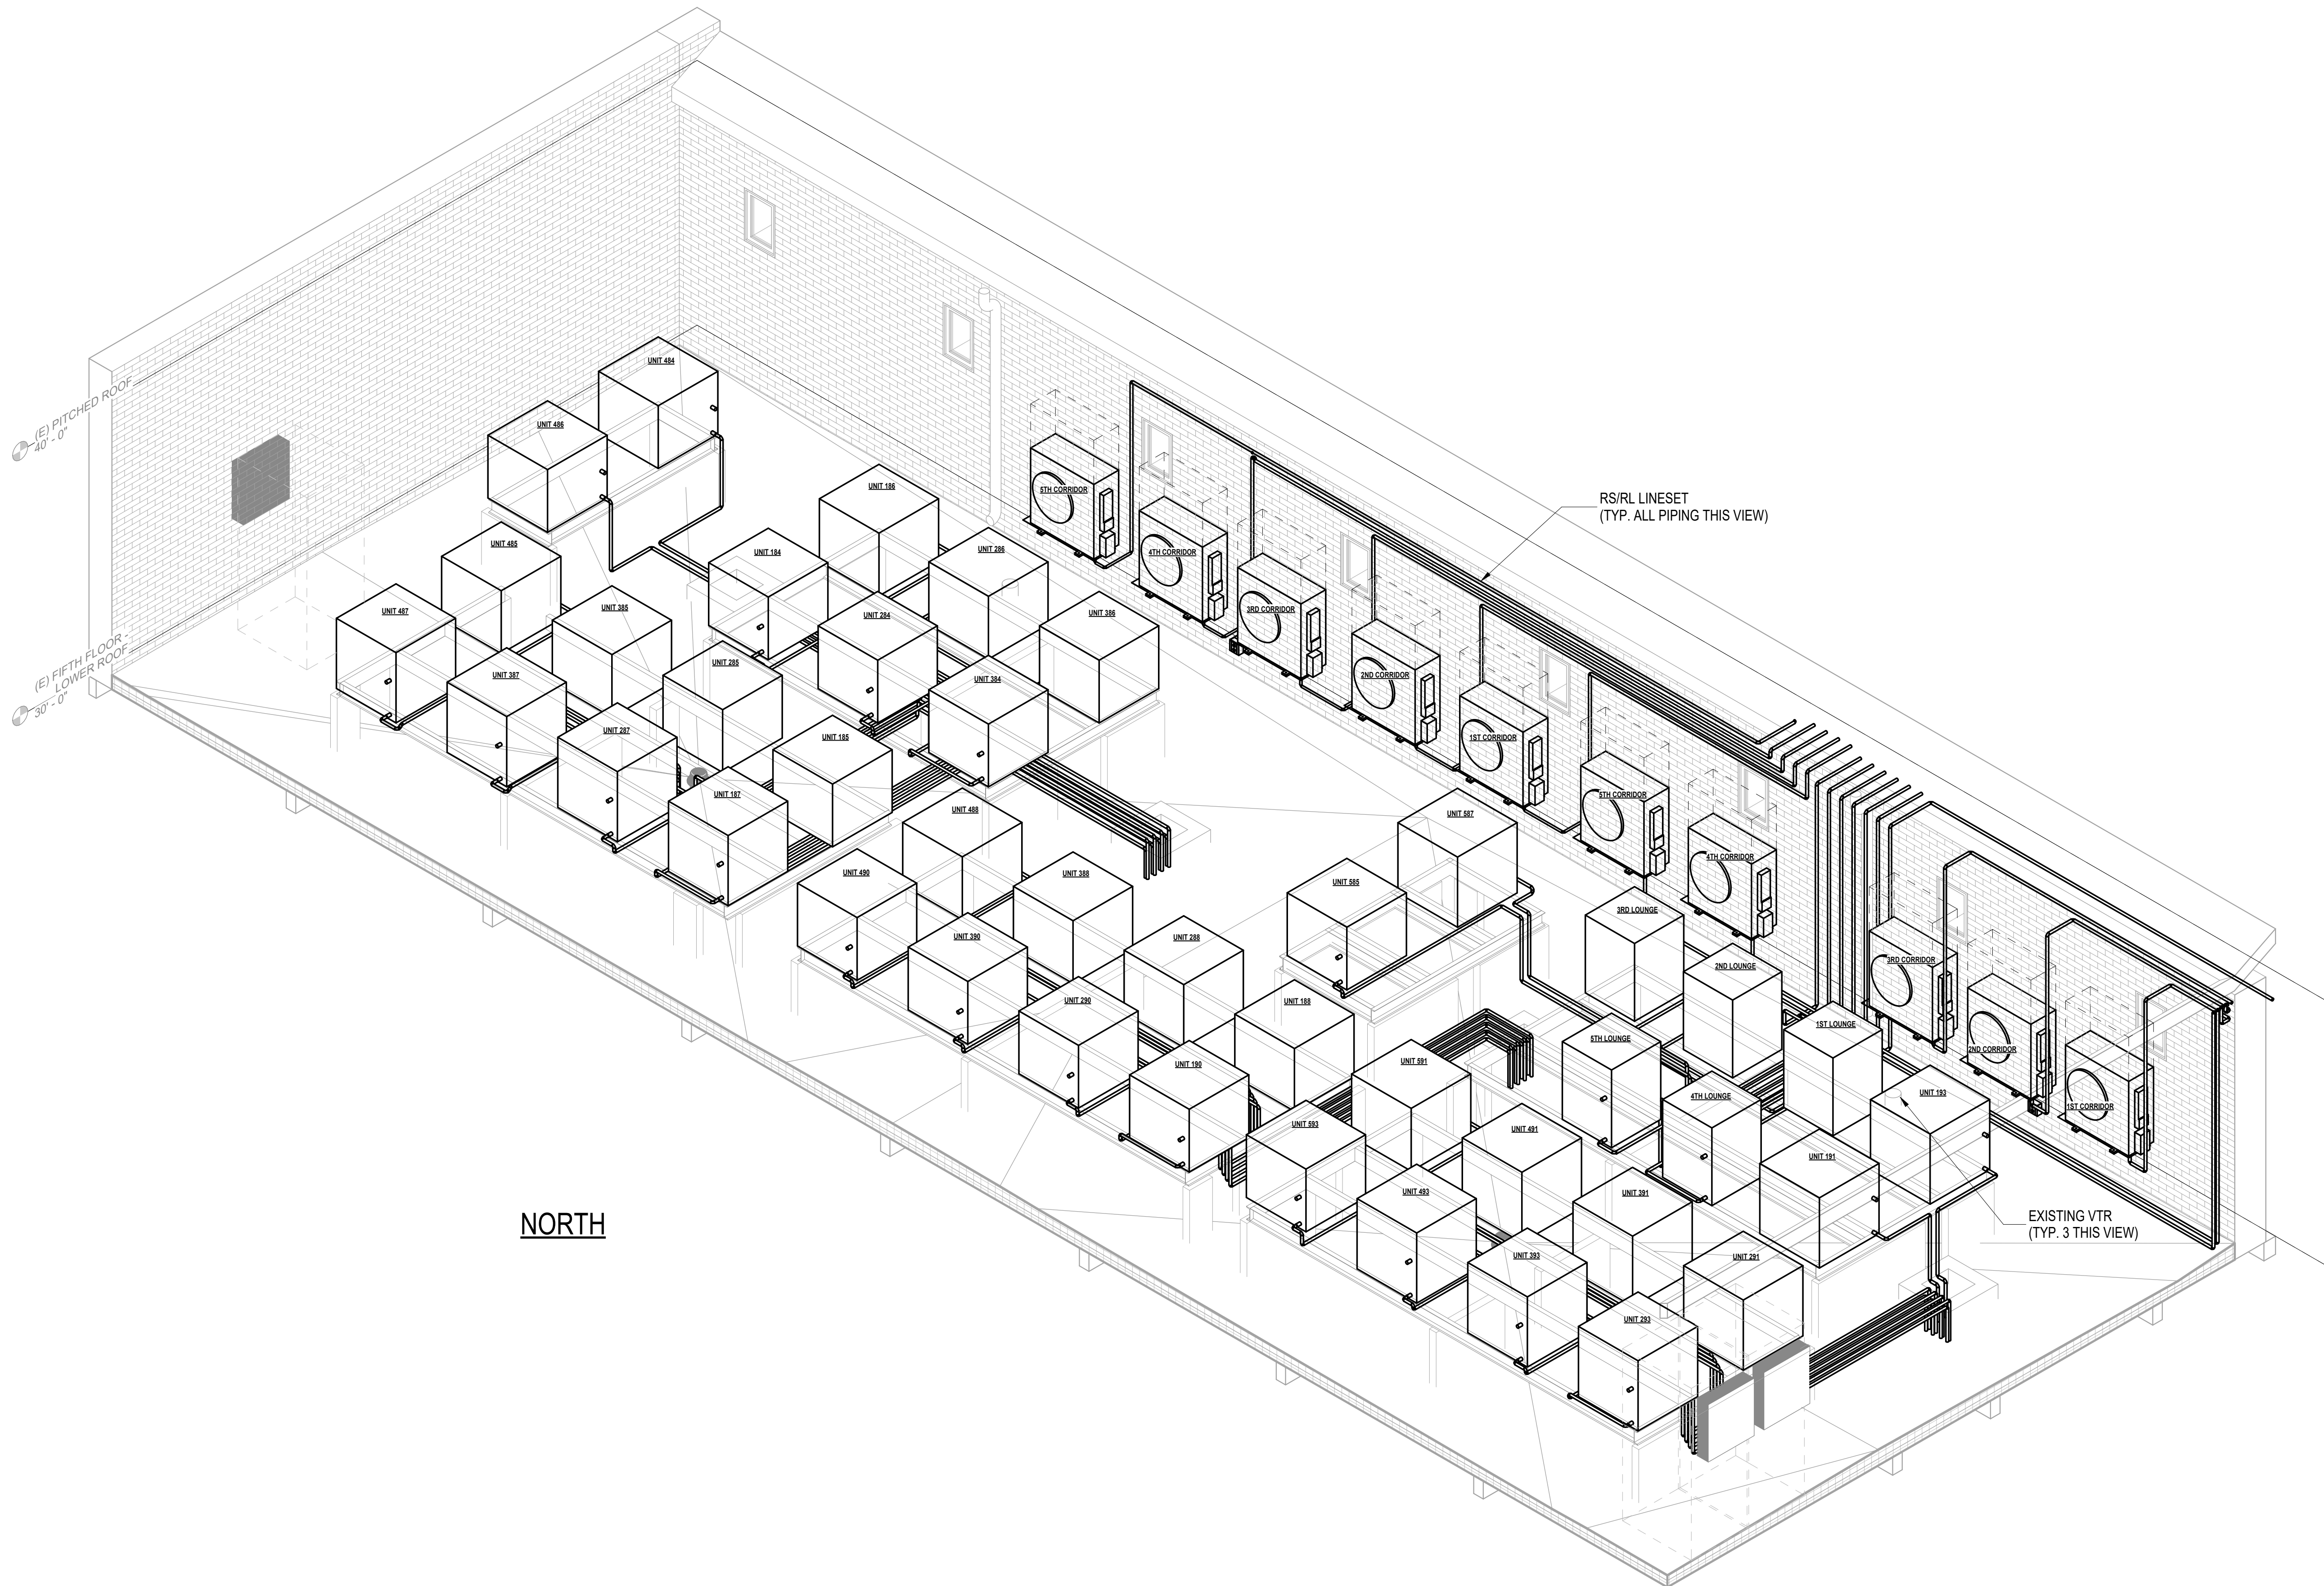 UNIT 484
(E) PITCHED ROOF
40' - 0"
UNIT 486
UNIT 186
5TH CORRIDOR
RS/RL LINESET
(TYP. ALL PIPING THIS VIEW)
UNIT 485
UNIT 184
UNIT 286
4TH CORRIDOR
UNIT 487
UNIT 385
UNIT 284
UNIT 386
3RD CORRIDOR
(E) FIFTH FLOOR -
LOWER ROOF
30' - 0"
UNIT 387
UNIT 285
UNIT 384
2ND CORRIDOR
UNIT 287
UNIT 185
1ST CORRIDOR
UNIT 187
UNIT 488
UNIT 587
5TH CORRIDOR
UNIT 490
UNIT 388
UNIT 585
4TH CORRIDOR
UNIT 390
UNIT 288
3RD LOUNGE
3RD CORRIDOR
UNIT 290
UNIT 188
2ND LOUNGE
1ST LOUNGE
2ND CORRIDOR
UNIT 190
UNIT 591
5TH LOUNGE
4TH LOUNGE
UNIT 193
1ST CORRIDOR
UNIT 593
UNIT 491
UNIT 191
UNIT 493
UNIT 391
EXISTING VTR
(TYP. 3 THIS VIEW)
NORTH
UNIT 393
UNIT 291
UNIT 293